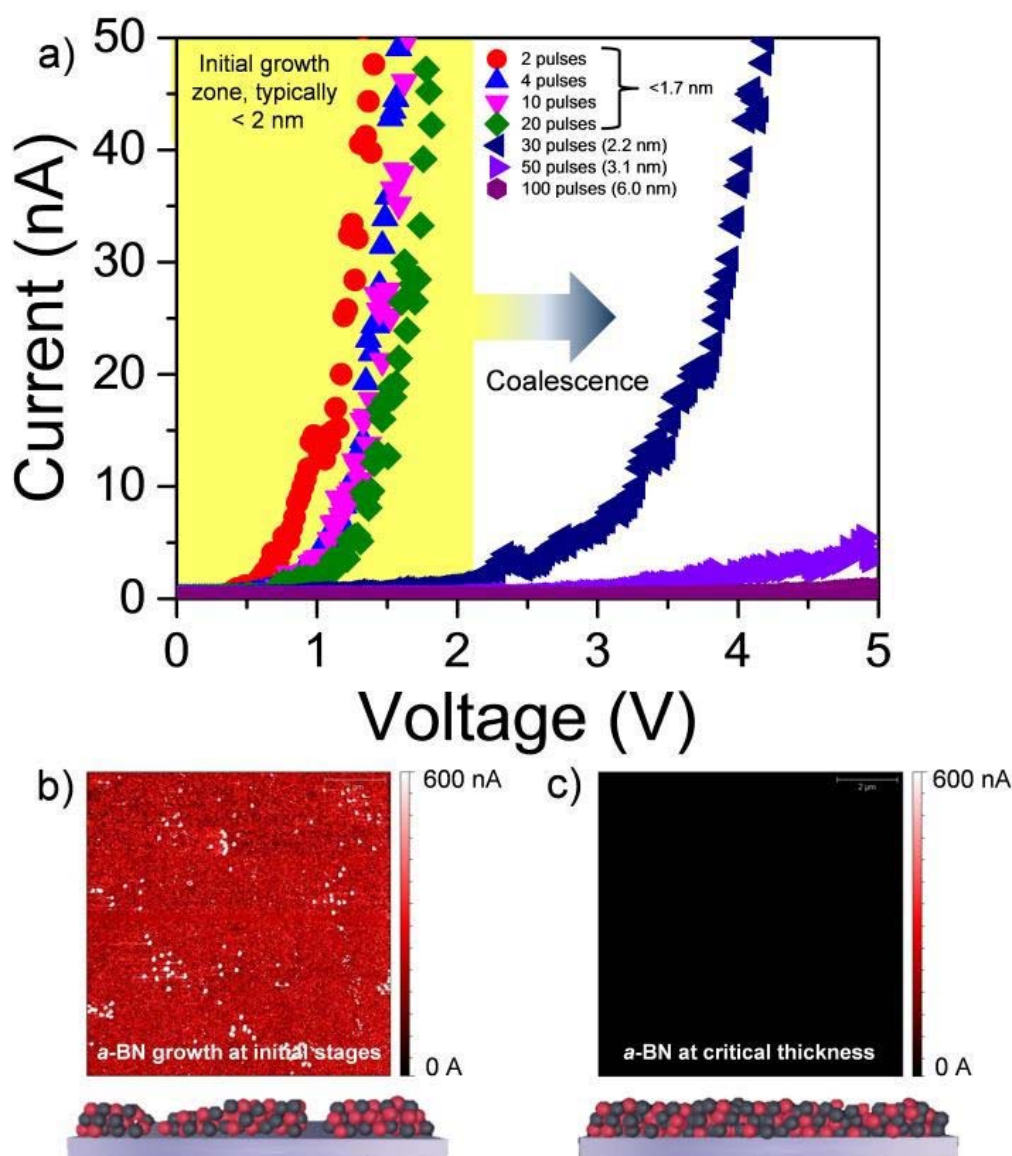 a)
50
40
30
20
10
0
Current (nA)
Initial growth
zone, typically
< 2 nm
2 pulses
4 pulses
10 pulses
20 pulses
<1.7 nm
30 pulses (2.2 nm)
50 pulses (3.1 nm)
100 pulses (6.0 nm)
Coalescence
0 1 2 3 4 5
Voltage (V)
b)
600 nA
a-BN growth at initial stages
0 A
c)
2 µm
600 nA
a-BN at critical thickness
0 A